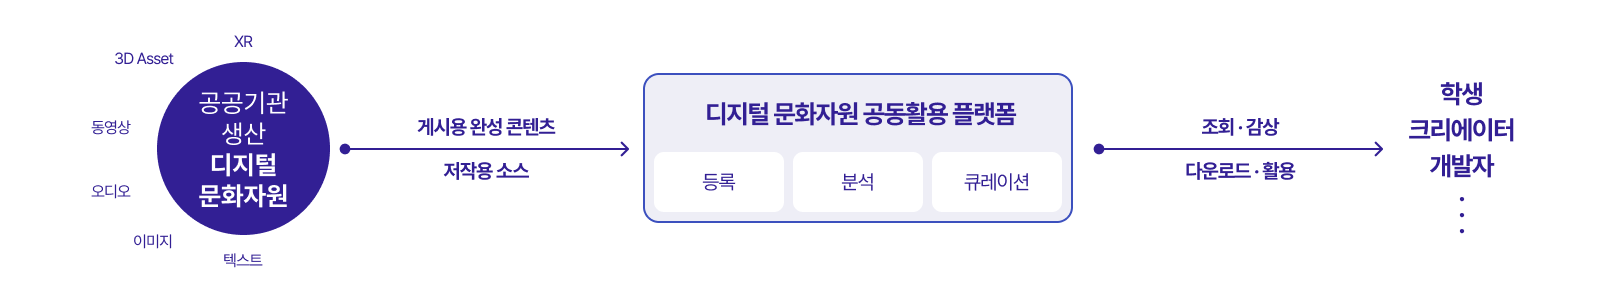 XR
3D Asset
동영상
오디오
이미지
텍스트
공공기관
생산
디지털
문화자원
게시용 완성 콘텐츠
저작용 소스
디지털 문화자원 공동활용 플랫폼
등록
분석
큐레이션
조회 · 감상
다운로드 · 활용
학생
크리에이터
개발자